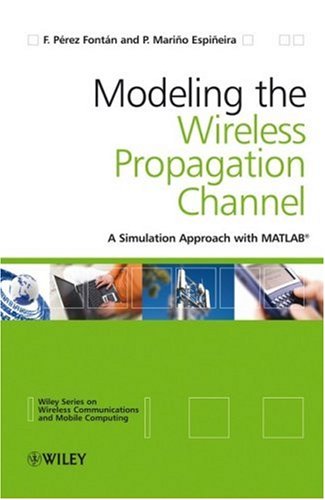 F. Pérez Fontán and P. Mariño Espiñeira
Modeling the
Wireless
Propagation
Channel
A Simulation Approach with MATLAB®
Wiley Series on
Wireless Communications
and Mobile Computing
WILEY